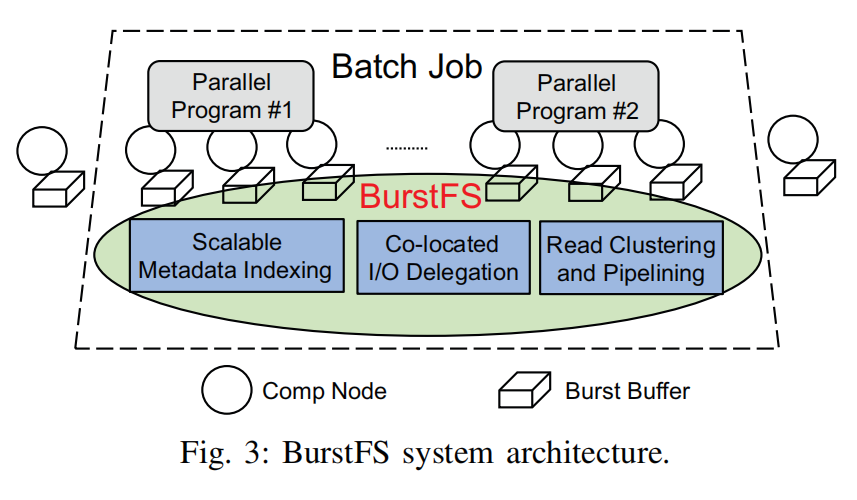 Batch Job
Parallel
Program #1
Parallel
Program #2
..........
BurstFS
Scalable
Metadata Indexing
Co-located
I/O Delegation
Read Clustering
and Pipelining
Comp Node
Burst Buffer
Fig. 3: BurstFS system architecture.